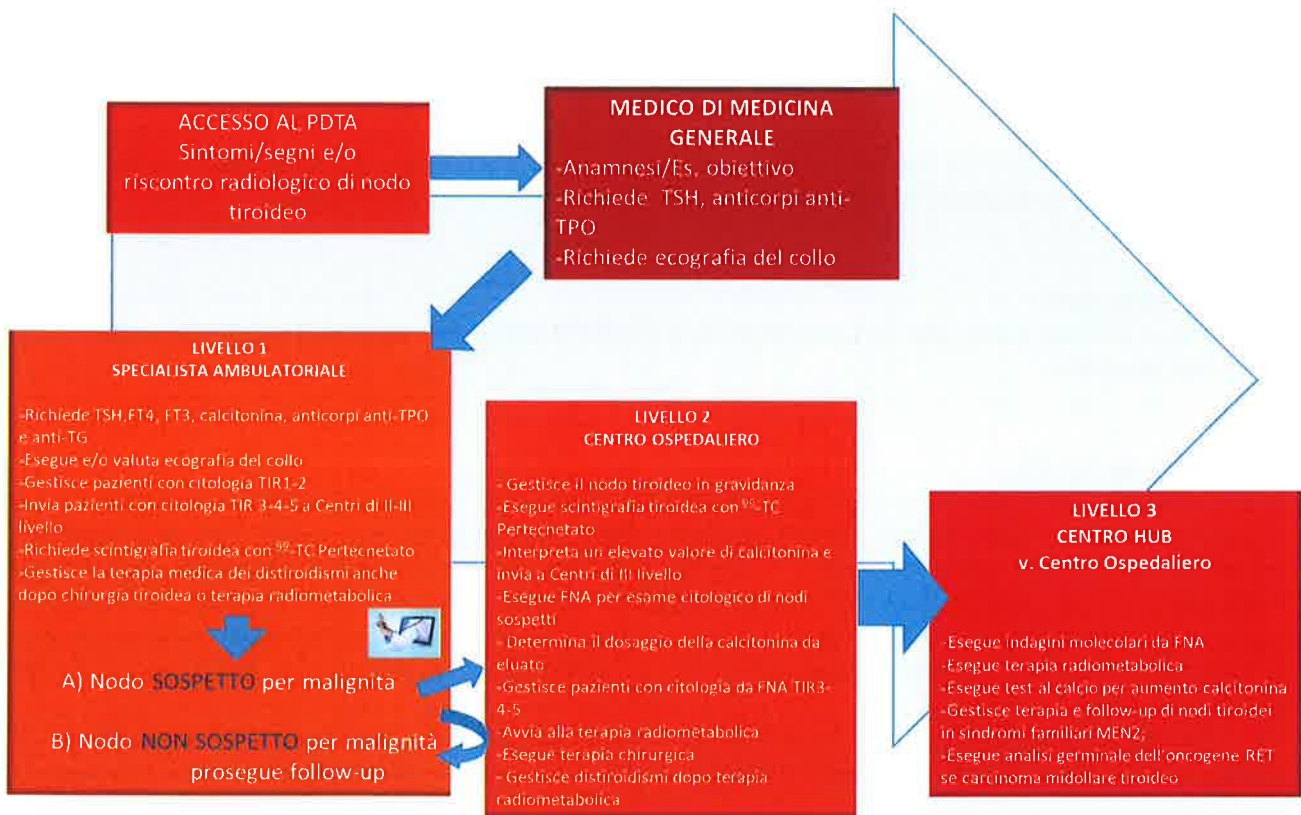 ACCESSO AL PDTA
Sintomi/segni e/o
riscontro radiologico di nodo
tiroideo
MEDICO DI MEDICINA
GENERALE
-Anamnesi/Es. obiettivo
-Richiede TSH, anticorpi anti-
TPO
-Richiede ecografia del collo
LIVELLO 1
SPECIALISTA AMBULATORIALE
-Richiede TSH,FT4, FT3, calcitonina, anticorpi anti-TPO
e anti-TG
-Esegue e/o valuta ecografia del collo
-Gestisce pazienti con citologia TIR1-2
-Invia pazienti con citologia TIR 3-4-5 a Centri di II-III
livello
-Richiede scintigrafia tiroidea con ⁹⁹-TC Pertecnetato
-Gestisce la terapia medica dei distiroidismi anche
dopo chirurgia tiroidea o terapia radiometabolica
A) Nodo SOSPETTO per malignità
B) Nodo NON SOSPETTO per malignità
prosegue follow-up
LIVELLO 2
CENTRO OSPEDALIERO
- Gestisce il nodo tiroideo in gravidanza
-Esegue scintigrafia tiroidea con ⁹⁹-TC
Pertecnetato
-Interpreta un elevato valore di calcitonina e
invia a Centri di III livello
-Esegue FNA per esame citologico di nodi
sospetti
- Determina il dosaggio della calcitonina da
eluato
-Gestisce pazienti con citologia da FNA TIR3-
4-5
-Avvia alla terapia radiometabolica
-Esegue terapia chirurgica
- Gestisce distiroidismi dopo terapia
radiometabolica
LIVELLO 3
CENTRO HUB
v. Centro Ospedaliero
-Esegue indagini molecolari da FNA
-Esegue terapia radiometabolica
-Esegue test al calcio per aumento calcitonina
-Gestisce terapia e follow-up di nodi tiroidei
in sindromi familiari MEN2;
-Esegue analisi germinale dell'oncogene RET
se carcinoma midollare tiroideo